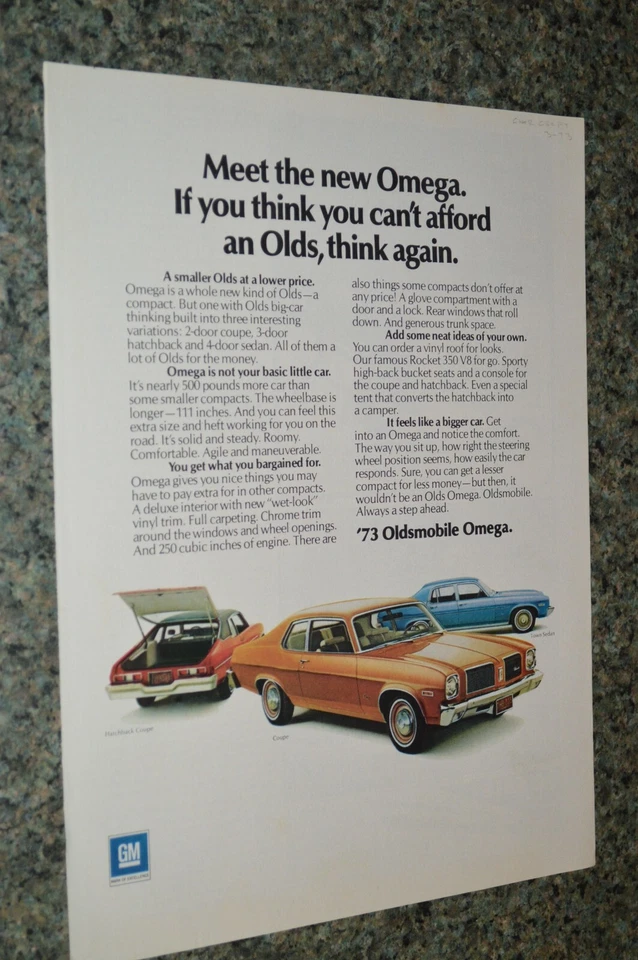 Meet the new Omega.
If you think you can't afford
an Olds, think again.
A smaller Olds at a lower price.
Omega is a whole new kind of Olds—a
compact. But one with Olds big-car
thinking built into three interesting
variations: 2-door coupe, 3-door
hatchback and 4-door sedan. All of them a
lot of Olds for the money.
Omega is not your basic little car.
It's nearly 500 pounds more car than
some smaller compacts. The wheelbase is
longer—111 inches. And you can feel this
extra size and heft working for you on the
road. It's solid and steady. Roomy.
Comfortable. Agile and maneuverable.
You get what you bargained for.
Omega gives you nice things you may
have to pay extra for in other compacts.
A deluxe interior with new "wet-look"
vinyl trim. Full carpeting. Chrome trim
around the windows and wheel openings.
And 250 cubic inches of engine. There are
also things some compacts don't offer at
any price! A glove compartment with a
door and a lock. Rear windows that roll
down. And generous trunk space.
Add some neat ideas of your own.
You can order a vinyl roof for looks.
Our famous Rocket 350 V8 for go. Sporty
high-back bucket seats and a console for
the coupe and hatchback. Even a special
tent that converts the hatchback into
a camper.
It feels like a bigger car. Get
into an Omega and notice the comfort.
The way you sit up, how right the steering
wheel position seems, how easily the car
responds. Sure, you can get a lesser
compact for less money—but then, it
wouldn't be an Olds Omega. Oldsmobile.
Always a step ahead.
'73 Oldsmobile Omega.
Hatchback Coupe
Coupe
Town Sedan
GM
MARK OF EXCELLENCE